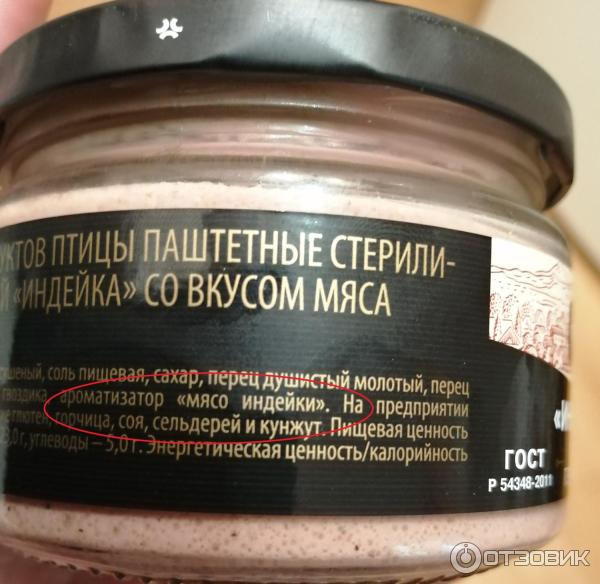 ПТИЦЫ ПАШТЕТНЫЕ СТЕРИЛИ-
«ИНДЕЙКА» СО ВКУСОМ МЯСА
соль пищевая, сахар, перец душистый молотый, перец
гвоздика ароматизатор «мясо индейки». На предприятии
горчица, соя, сельдерей и кунжут. Пищевая ценность
углеводы – 5,0 г. Энергетическая ценность/калорийность
ГОСТ
Р 54348-2011
ОТЗОВИК